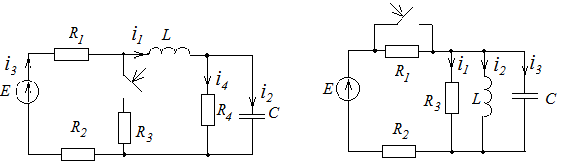 R1 i1 L
i3 i4 i2
E R4 C
R2 R3
R1 i1 i2 i3
E R3 L C
R2